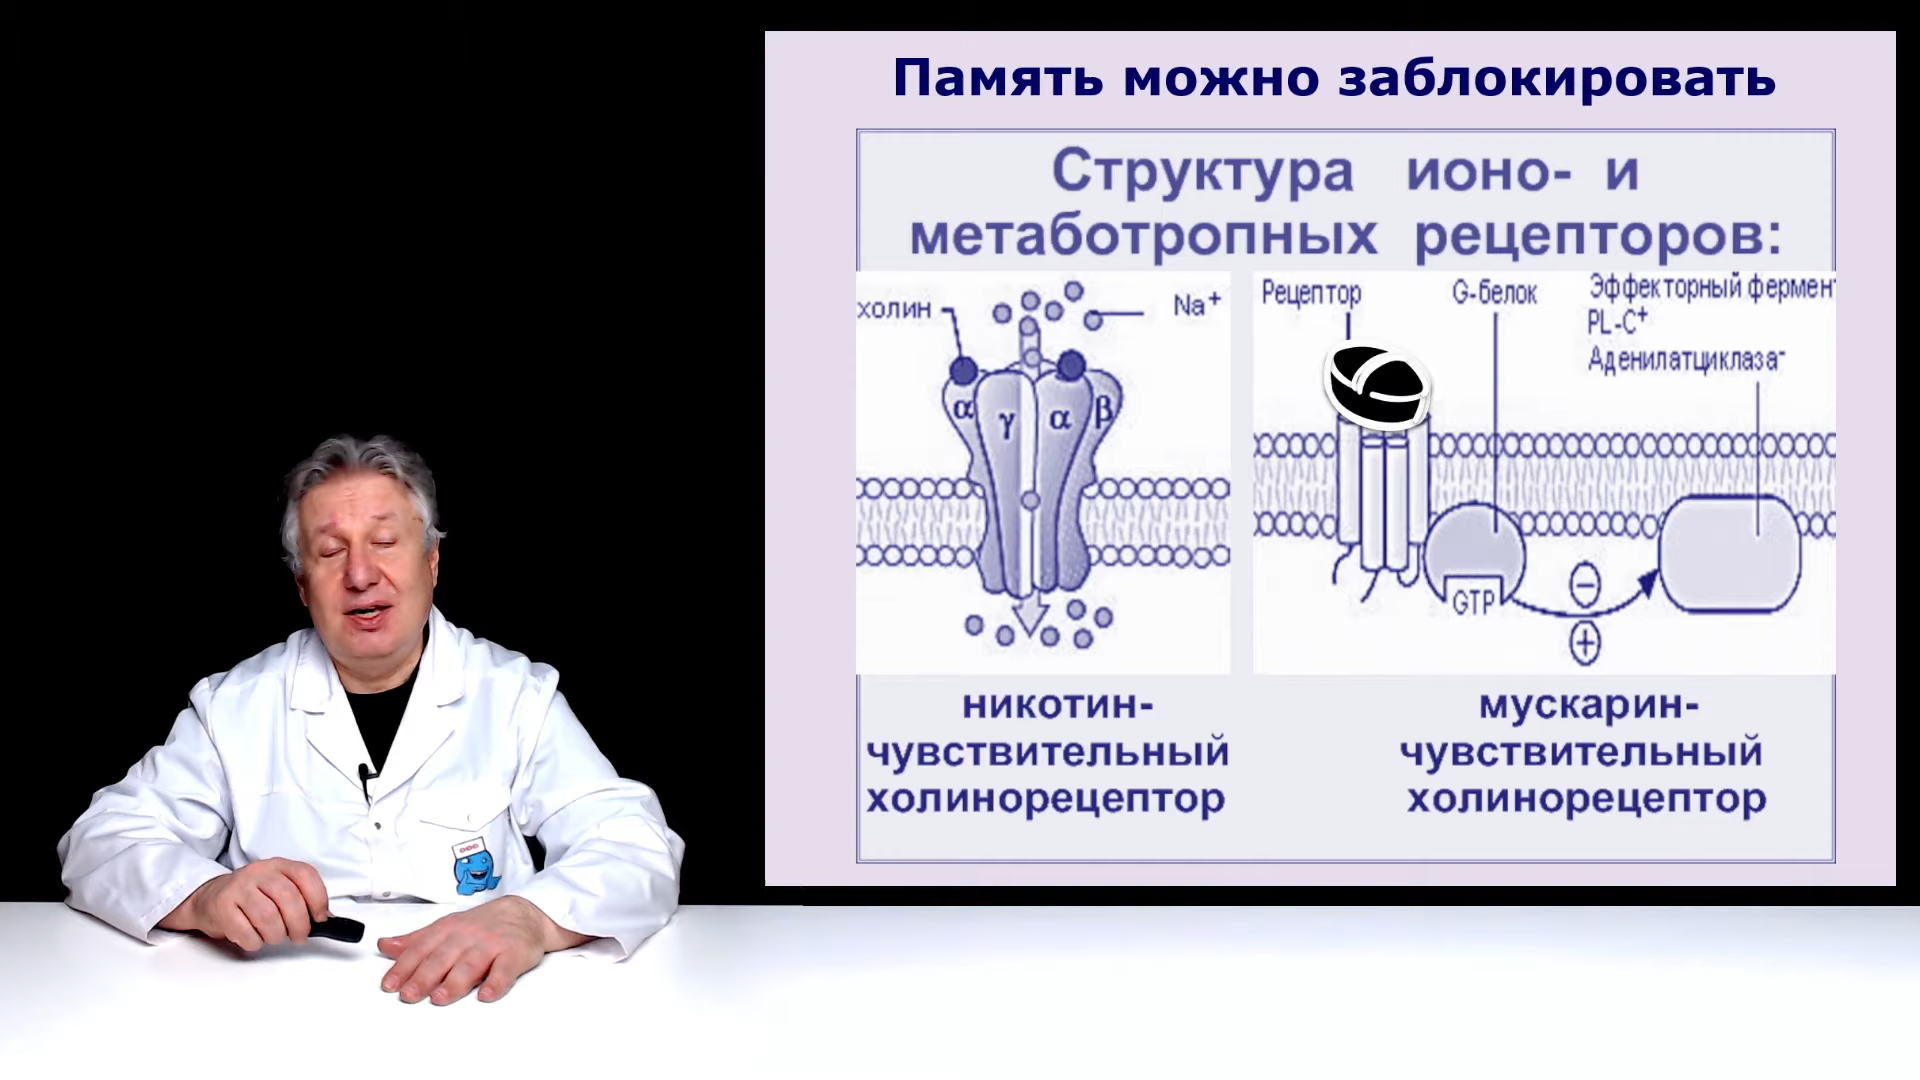 Память можно заблокировать
Структура ионо- и
метаботропных рецепторов:
холин
Na⁺
α
γ
α
β
Рецептор
G-белок
Эффекторный фермент
PL-C⁺
Аденилатциклаза⁻
GTP
−
+
никотин-
чувствительный
холинорецептор
мускарин-
чувствительный
холинорецептор